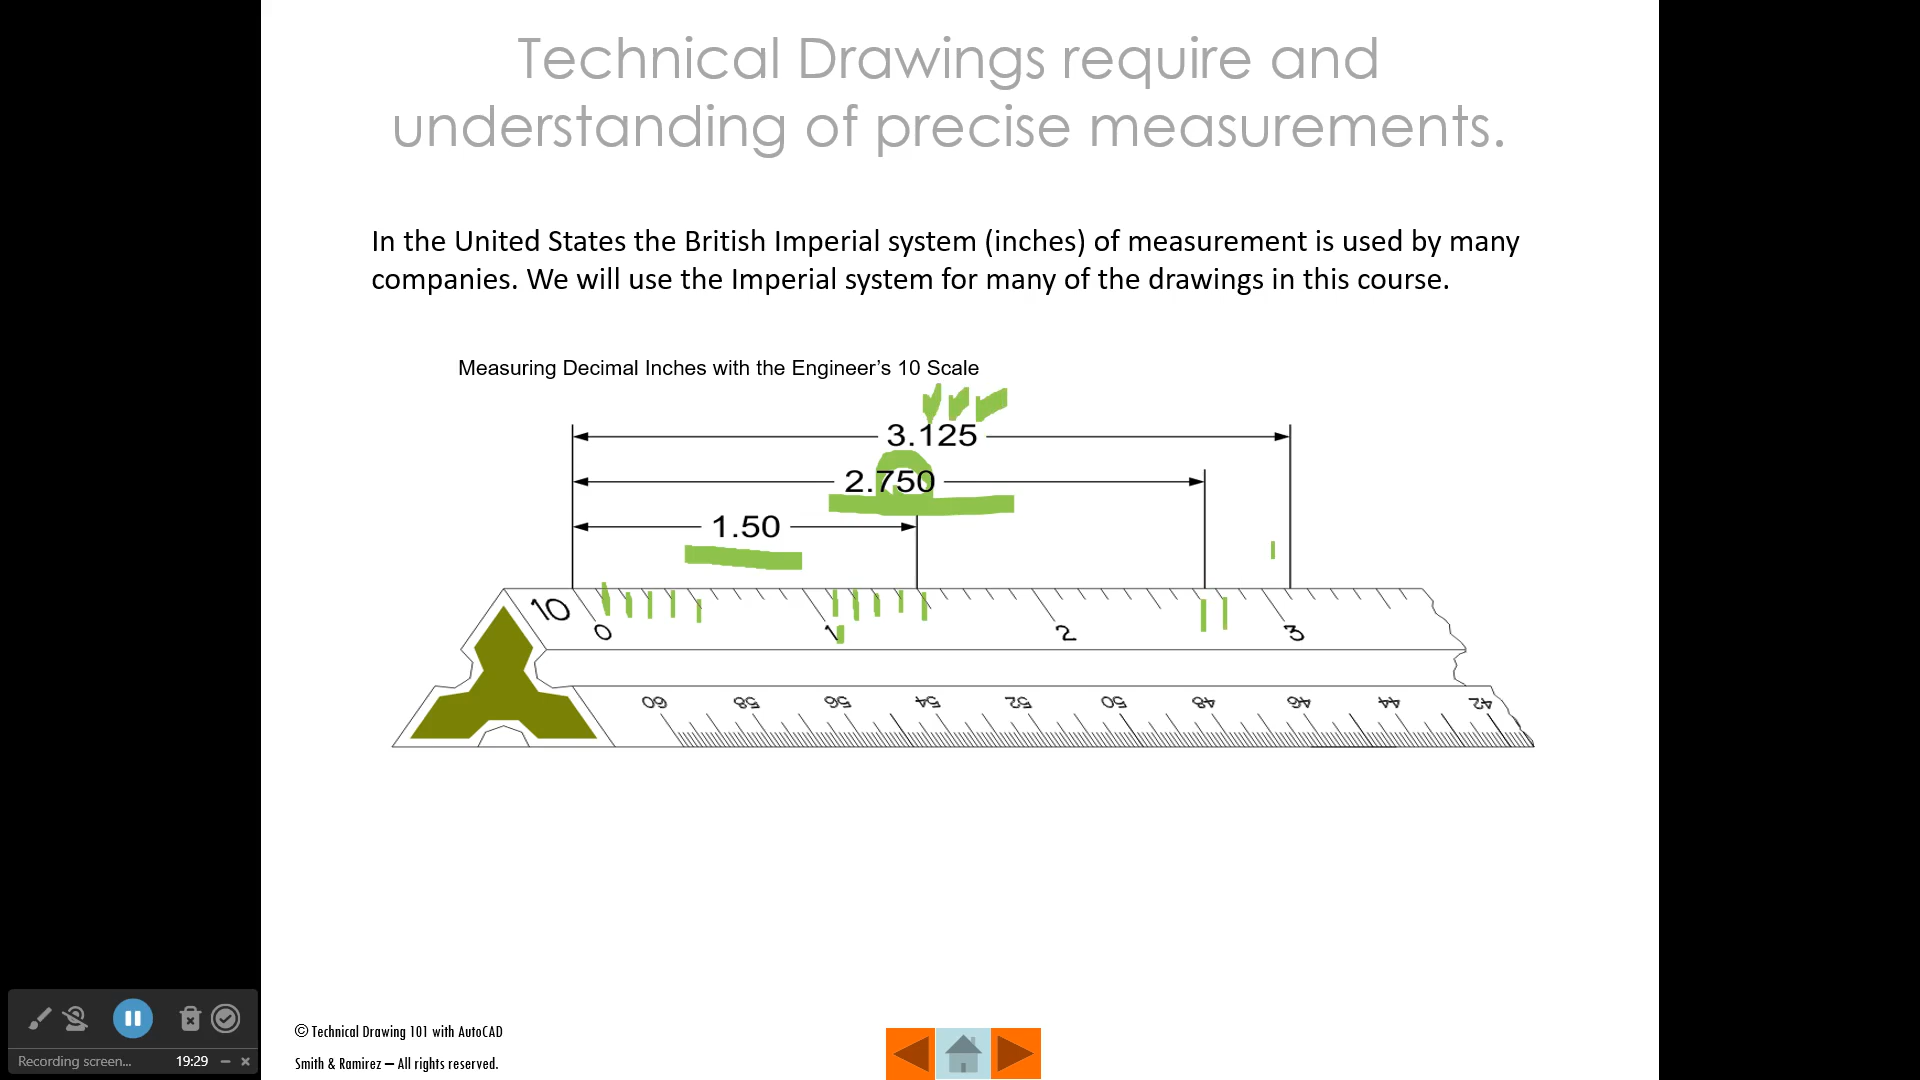 Technical Drawings require and
understanding of precise measurements.
In the United States the British Imperial system (inches) of measurement is used by many
companies. We will use the Imperial system for many of the drawings in this course.
Measuring Decimal Inches with the Engineer’s 10 Scale
3.125
2.750
1.50
10
0 1 2 3
60 58 56 54 52 50 48 46 44 42
© Technical Drawing 101 with AutoCAD
Smith & Ramirez – All rights reserved.
Recording screen... 19:29